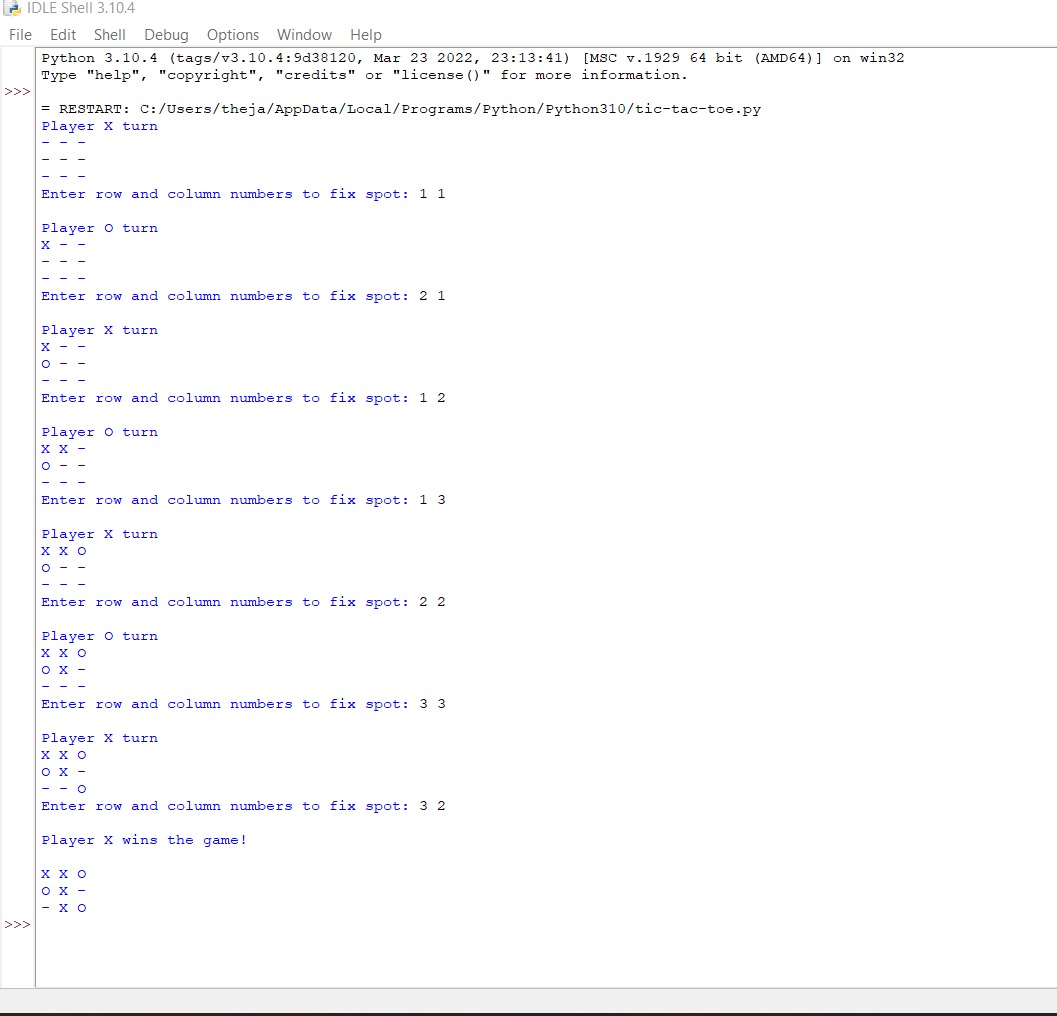 IDLE Shell 3.10.4
File Edit Shell Debug Options Window Help
Python 3.10.4 (tags/v3.10.4:9d38120, Mar 23 2022, 23:13:41) [MSC v.1929 64 bit (AMD64)] on win32
Type "help", "copyright", "credits" or "license()" for more information.
>>>
= RESTART: C:/Users/theja/AppData/Local/Programs/Python/Python310/tic-tac-toe.py
Player X turn
- - -
- - -
- - -
Enter row and column numbers to fix spot: 1 1
Player O turn
X - -
- - -
- - -
Enter row and column numbers to fix spot: 2 1
Player X turn
X - -
O - -
- - -
Enter row and column numbers to fix spot: 1 2
Player O turn
X X -
O - -
- - -
Enter row and column numbers to fix spot: 1 3
Player X turn
X X O
O - -
- - -
Enter row and column numbers to fix spot: 2 2
Player O turn
X X O
O X -
- - -
Enter row and column numbers to fix spot: 3 3
Player X turn
X X O
O X -
- - O
Enter row and column numbers to fix spot: 3 2
Player X wins the game!
X X O
O X -
- X O
>>>